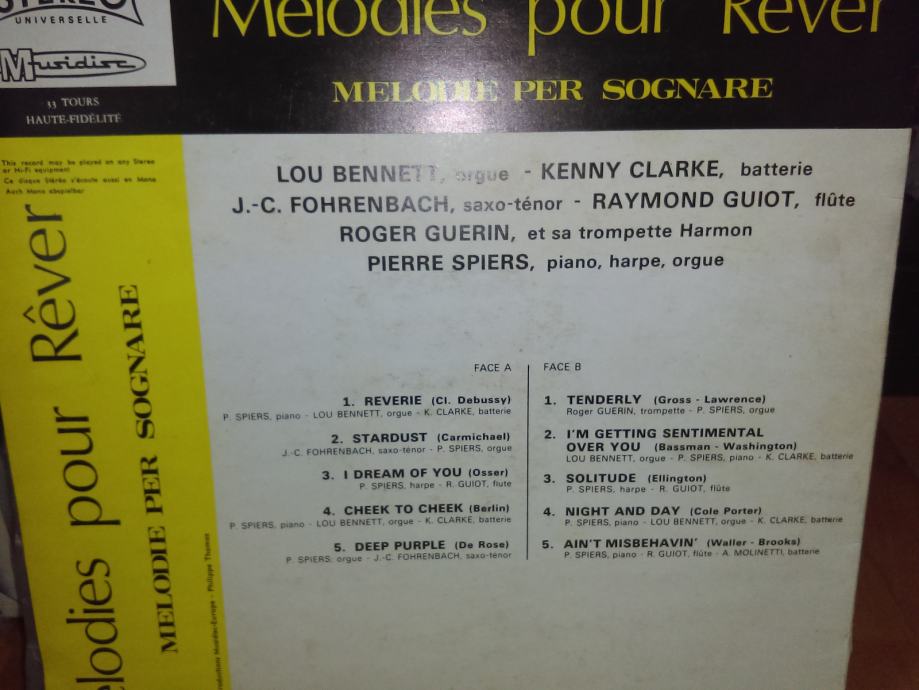 STEREO
UNIVERSELLE
Musidisc
33 TOURS
HAUTE-FIDÉLITÉ
Mélodies pour Rêver
MELODIE PER SOGNARE
This record may be played on any Stereo
or Hi-Fi equipment
Ce disque Stéréo s'écoute aussi en Mono
Auch Mono abspielbar
LOU BENNETT, orgue - KENNY CLARKE, batterie
J.-C. FOHRENBACH, saxo-ténor - RAYMOND GUIOT, flûte
ROGER GUERIN, et sa trompette Harmon
PIERRE SPIERS, piano, harpe, orgue
FACE A
1. REVERIE (Cl. Debussy)
P. SPIERS, piano - LOU BENNETT, orgue - K. CLARKE, batterie
2. STARDUST (Carmichael)
J.-C. FOHRENBACH, saxo-ténor - P. SPIERS, orgue
3. I DREAM OF YOU (Osser)
P. SPIERS, harpe - R. GUIOT, flute
4. CHEEK TO CHEEK (Berlin)
P. SPIERS, piano - LOU BENNETT, orgue - K. CLARKE, batterie
5. DEEP PURPLE (De Rose)
P. SPIERS, orgue - J.-C. FOHRENBACH, saxo-ténor
FACE B
1. TENDERLY (Gross - Lawrence)
Roger GUERIN, trompette - P. SPIERS, orgue
2. I'M GETTING SENTIMENTAL
OVER YOU (Bassman - Washington)
LOU BENNETT, orgue - P. SPIERS, piano - K. CLARKE, batterie
3. SOLITUDE (Ellington)
P. SPIERS, harpe - R. GUIOT, flûte
4. NIGHT AND DAY (Cole Porter)
P. SPIERS, piano - LOU BENNETT, orgue - K. CLARKE, batterie
5. AIN'T MISBEHAVIN' (Waller - Brooks)
P. SPIERS, piano - R. GUIOT, flûte - A. MOLINETTI, batterie
elodies pour Rêver
MELODIE PER SOGNARE
Musidisc-Europe - Philippe Thomas